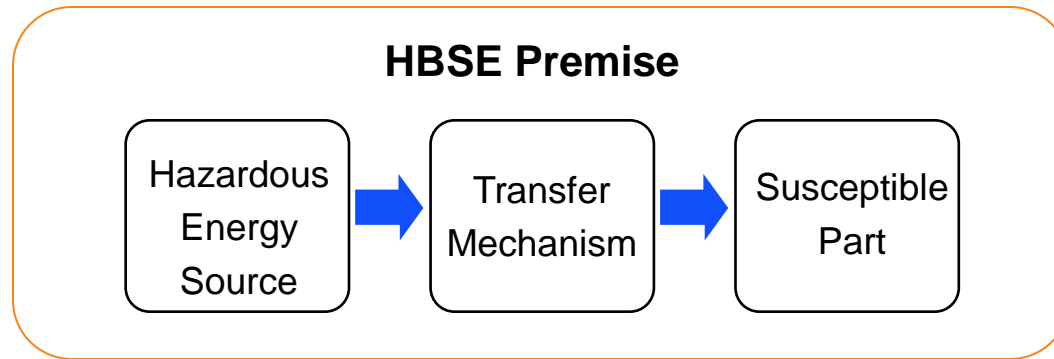 HBSE Premise
Hazardous
Energy
Source
Transfer
Mechanism
Susceptible
Part